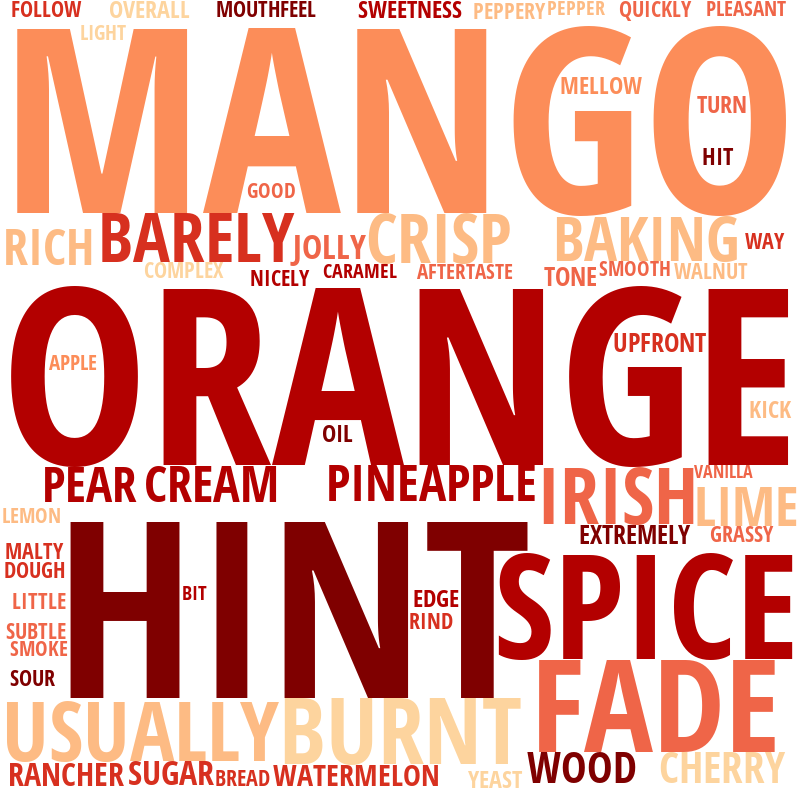 FOLLOW OVERALL MOUTHFEEL SWEETNESS PEPPERY PEPPER QUICKLY PLEASANT
LIGHT
MANGO
MELLOW
TURN
HIT
GOOD
RICH BARELY JOLLY CRISP BAKING WAY
COMPLEX NICELY CARAMEL AFTERTASTE TONE SMOOTH WALNUT
ORANGE
UPFRONT
APPLE
KICK
OIL
PEAR CREAM PINEAPPLE IRISH VANILLA
LIME
LEMON
EXTREMELY GRASSY
HINT
MALTY
DOUGH
SPICE
BIT
EDGE
LITTLE
RIND
SUBTLE
SMOKE
SOUR
FADE
USUALLY BURNT
WOOD CHERRY
RANCHER SUGAR BREAD WATERMELON YEAST